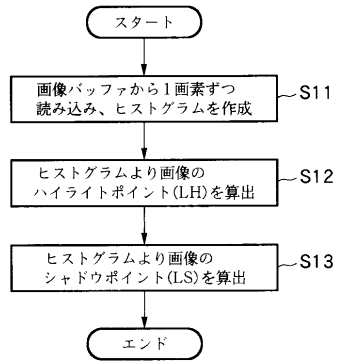 スタート
画像バッファから1画素ずつ
読み込み、ヒストグラムを作成
S11
ヒストグラムより画像の
ハイライトポイント(LH)を算出
S12
ヒストグラムより画像の
シャドウポイント(LS)を算出
S13
エンド